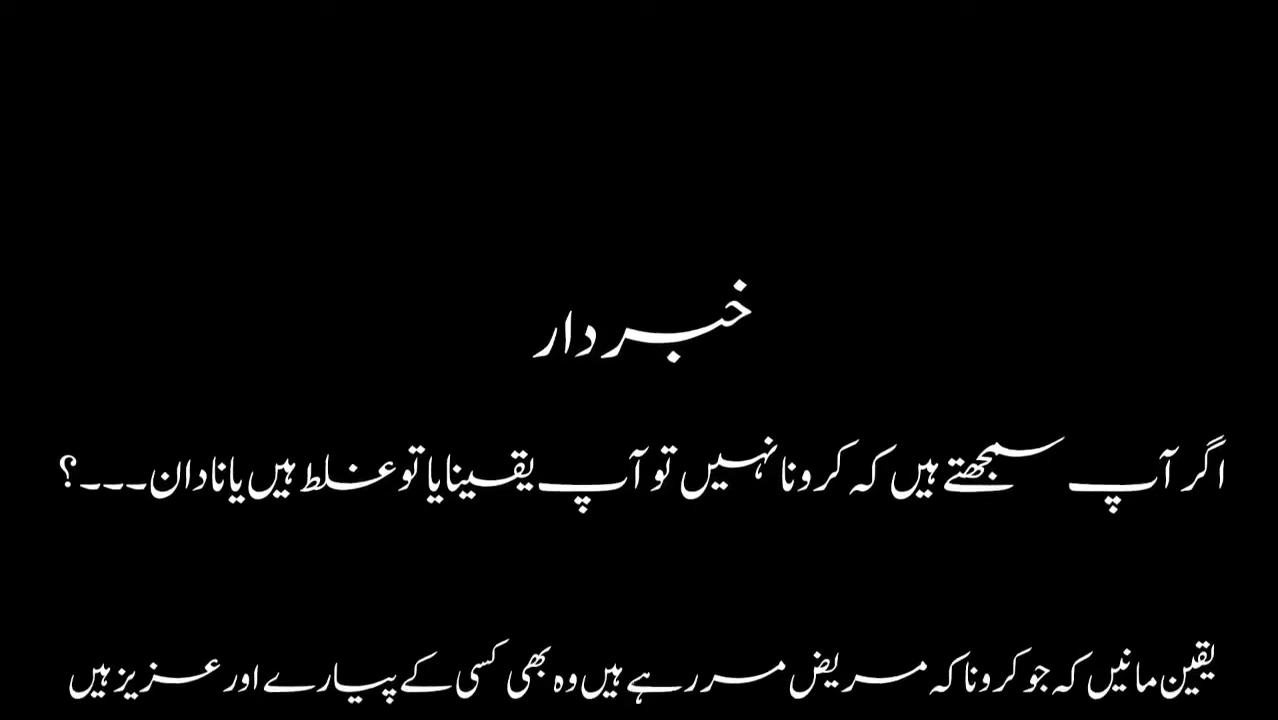 خبردار
اگر آپ سمجھتے ہیں کہ کرونا نہیں تو آپ یقینا یا تو غلط ہیں یا نادان۔۔۔؟
یقین مانیں کہ جو کرونا کہ مریض مر رہے ہیں وہ بھی کسی کے پیارے اور عزیز ہیں